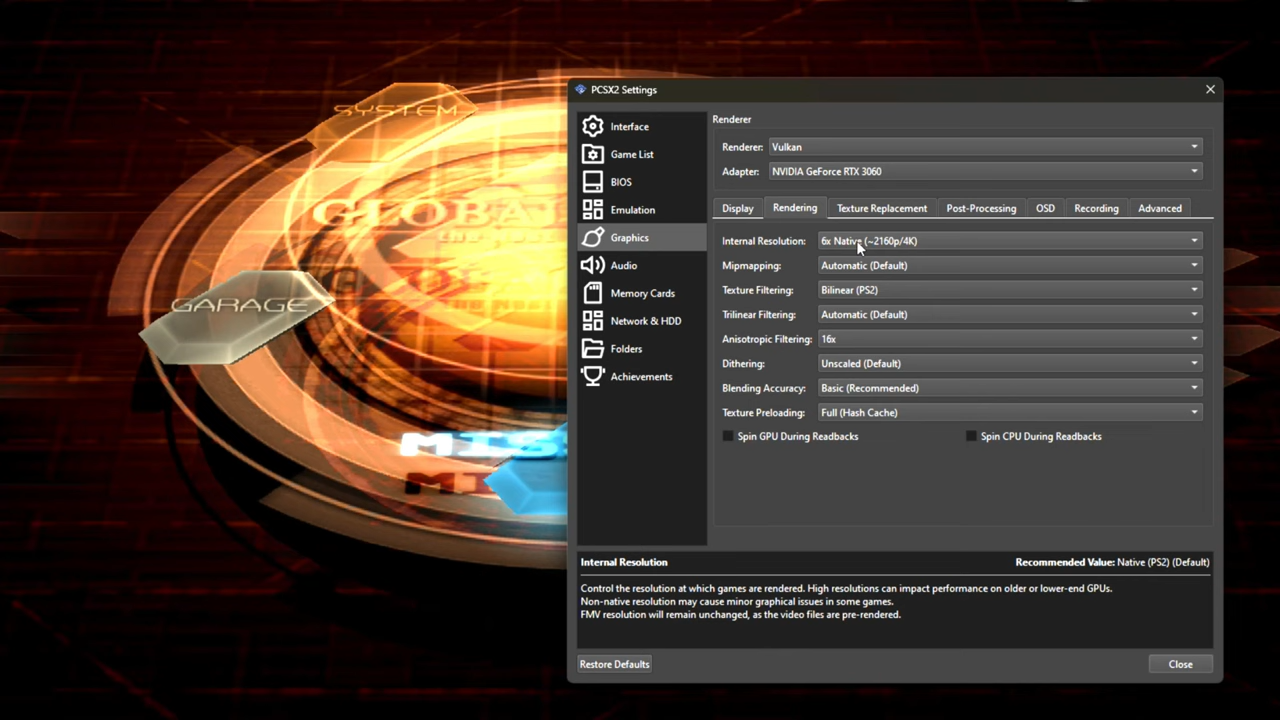 SYSTEM
GLOBAL
GARAGE
MIS
PCSX2 Settings
Interface
Game List
BIOS
Emulation
Graphics
Audio
Memory Cards
Network & HDD
Folders
Achievements
Renderer
Renderer: Vulkan
Adapter: NVIDIA GeForce RTX 3060
Display Rendering Texture Replacement Post-Processing OSD Recording Advanced
Internal Resolution: 6x Native (~2160p/4K)
Mipmapping: Automatic (Default)
Texture Filtering: Bilinear (PS2)
Trilinear Filtering: Automatic (Default)
Anisotropic Filtering: 16x
Dithering: Unscaled (Default)
Blending Accuracy: Basic (Recommended)
Texture Preloading: Full (Hash Cache)
Spin GPU During Readbacks Spin CPU During Readbacks
Internal Resolution Recommended Value: Native (PS2) (Default)
Control the resolution at which games are rendered. High resolutions can impact performance on older or lower-end GPUs.
Non-native resolution may cause minor graphical issues in some games.
FMV resolution will remain unchanged, as the video files are pre-rendered.
Restore Defaults Close